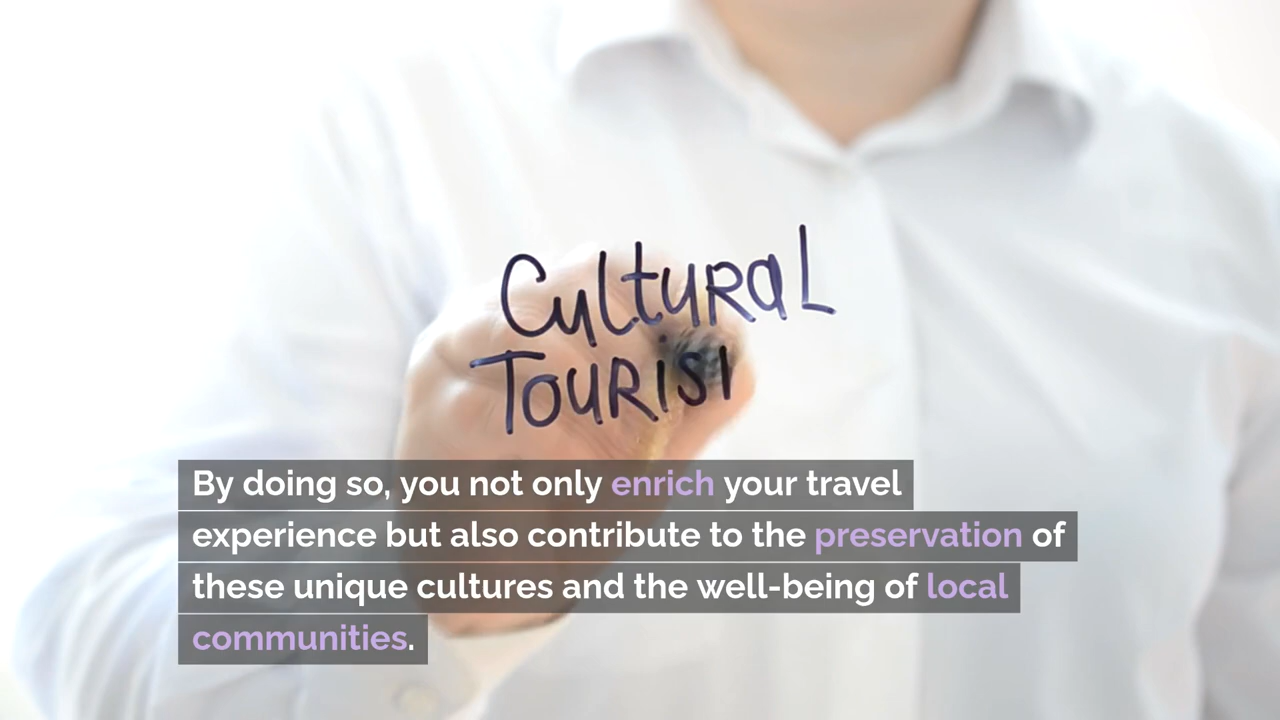 Cultural
Tourisi
By doing so, you not only enrich your travel
experience but also contribute to the preservation of
these unique cultures and the well-being of local
communities.